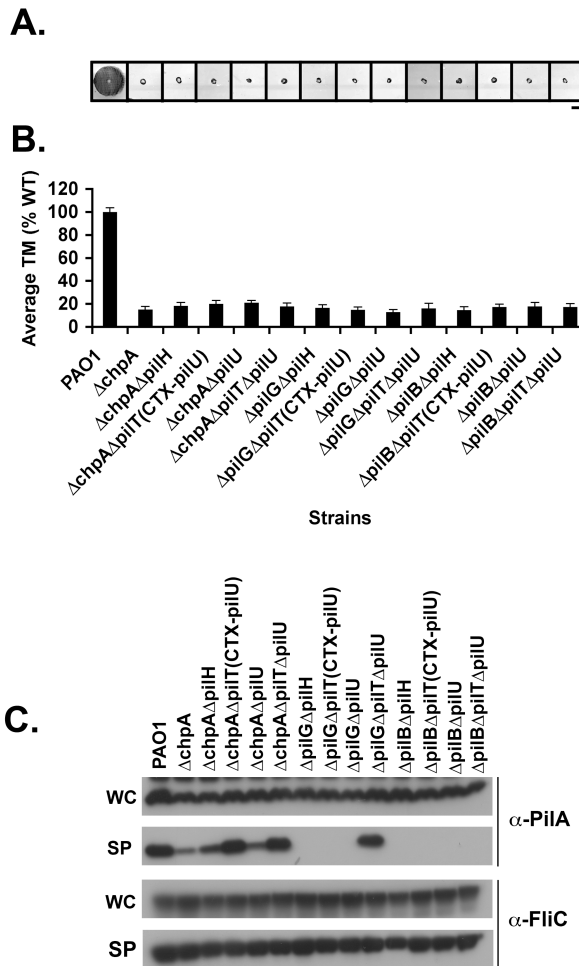 A.
B.
Average TM (% WT)
120
100
80
60
40
20
0
PAO1
ΔchpA
ΔchpAΔpilH
ΔchpAΔpilT(CTX-pilU)
ΔchpAΔpilU
ΔchpAΔpilTΔpilU
ΔpilGΔpilH
ΔpilGΔpilT(CTX-pilU)
ΔpilGΔpilU
ΔpilGΔpilTΔpilU
ΔpilBΔpilH
ΔpilBΔpilT(CTX-pilU)
ΔpilBΔpilU
ΔpilBΔpilTΔpilU
Strains
C.
PAO1
ΔchpA
ΔchpAΔpilH
ΔchpAΔpilT(CTX-pilU)
ΔchpAΔpilU
ΔchpAΔpilTΔpilU
ΔpilGΔpilH
ΔpilGΔpilT(CTX-pilU)
ΔpilGΔpilU
ΔpilGΔpilTΔpilU
ΔpilBΔpilH
ΔpilBΔpilT(CTX-pilU)
ΔpilBΔpilU
ΔpilBΔpilTΔpilU
WC
SP
α-PilA
WC
SP
α-FliC